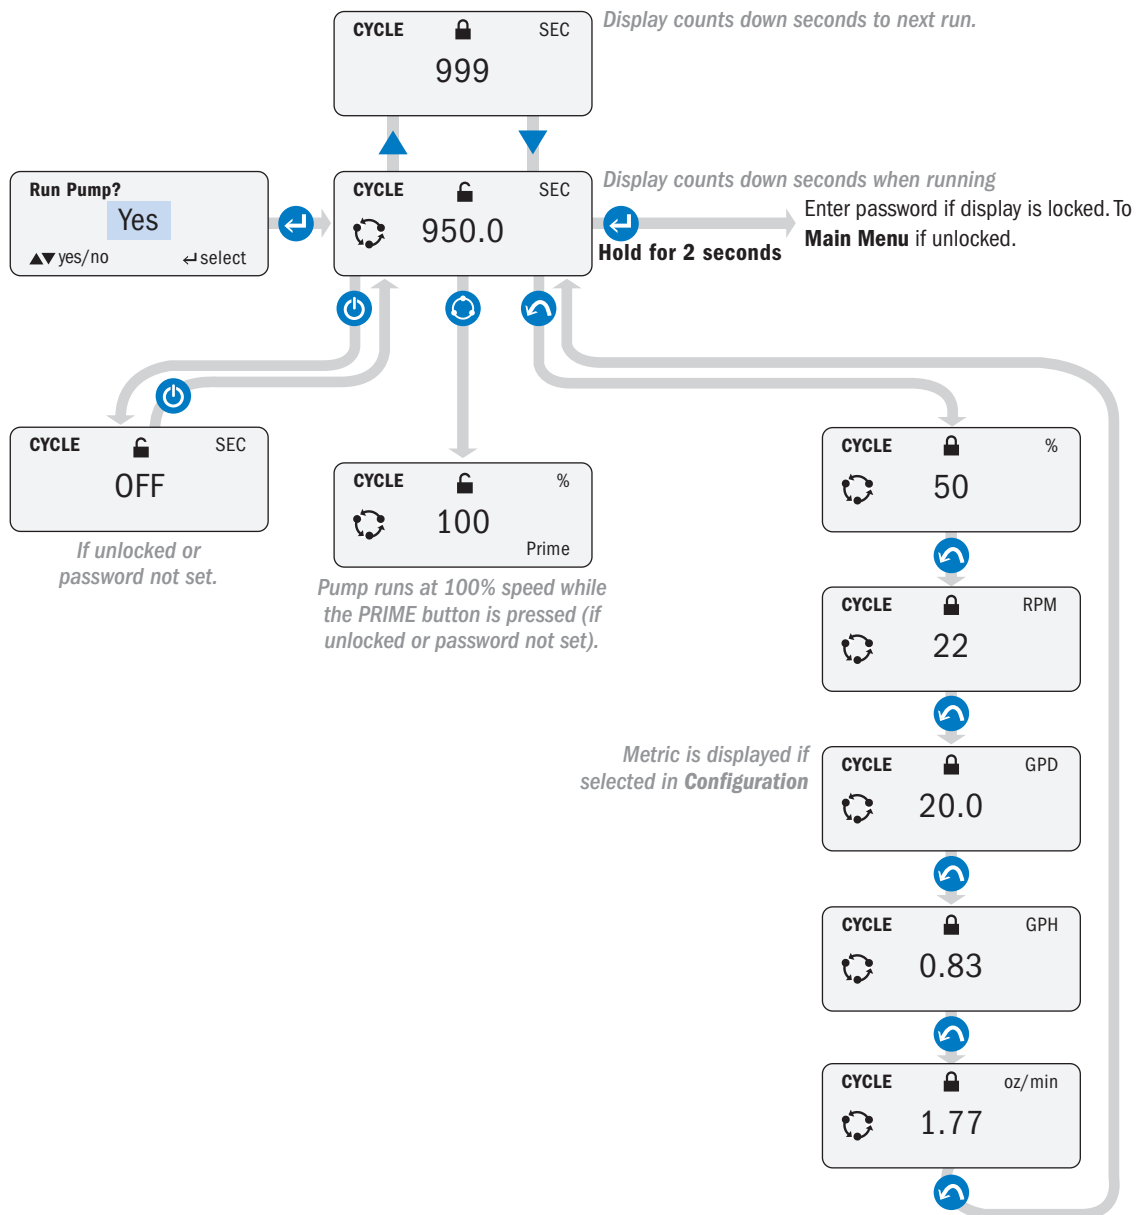 CYCLE SEC
999
Display counts down seconds to next run.
Run Pump?
Yes
▲▼ yes/no ↵ select
CYCLE SEC
950.0
Display counts down seconds when running
Hold for 2 seconds
Enter password if display is locked. To
Main Menu if unlocked.
CYCLE SEC
OFF
If unlocked or
password not set.
CYCLE %
100
Prime
Pump runs at 100% speed while
the PRIME button is pressed (if
unlocked or password not set).
CYCLE %
50
CYCLE RPM
22
Metric is displayed if
selected in Configuration
CYCLE GPD
20.0
CYCLE GPH
0.83
CYCLE oz/min
1.77